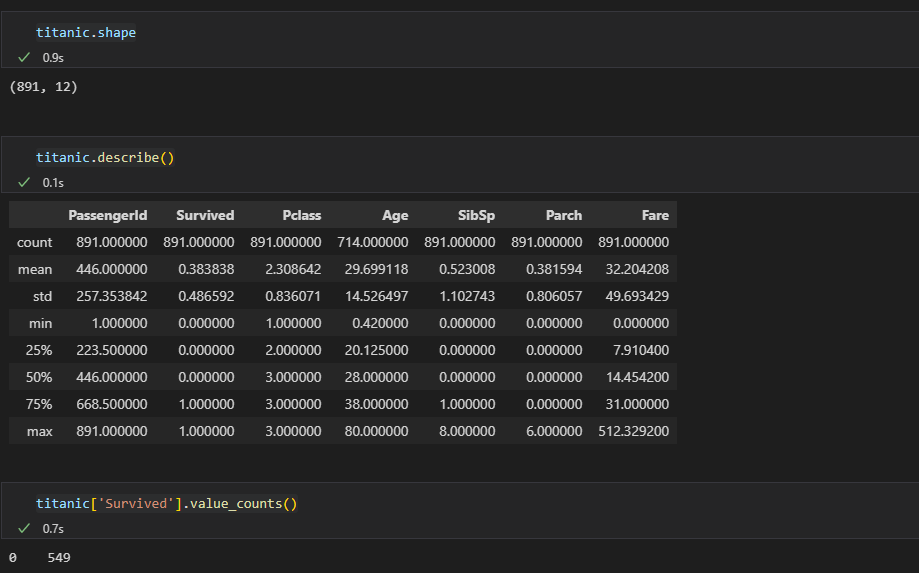 titanic.shape
0.9s
(891, 12)
titanic.describe()
0.1s
PassengerId Survived Pclass Age SibSp Parch Fare
count 891.000000 891.000000 891.000000 714.000000 891.000000 891.000000 891.000000
mean 446.000000 0.383838 2.308642 29.699118 0.523008 0.381594 32.204208
std 257.353842 0.486592 0.836071 14.526497 1.102743 0.806057 49.693429
min 1.000000 0.000000 1.000000 0.420000 0.000000 0.000000 0.000000
25% 223.500000 0.000000 2.000000 20.125000 0.000000 0.000000 7.910400
50% 446.000000 0.000000 3.000000 28.000000 0.000000 0.000000 14.454200
75% 668.500000 1.000000 3.000000 38.000000 1.000000 0.000000 31.000000
max 891.000000 1.000000 3.000000 80.000000 8.000000 6.000000 512.329200
titanic['Survived'].value_counts()
0.7s
0 549